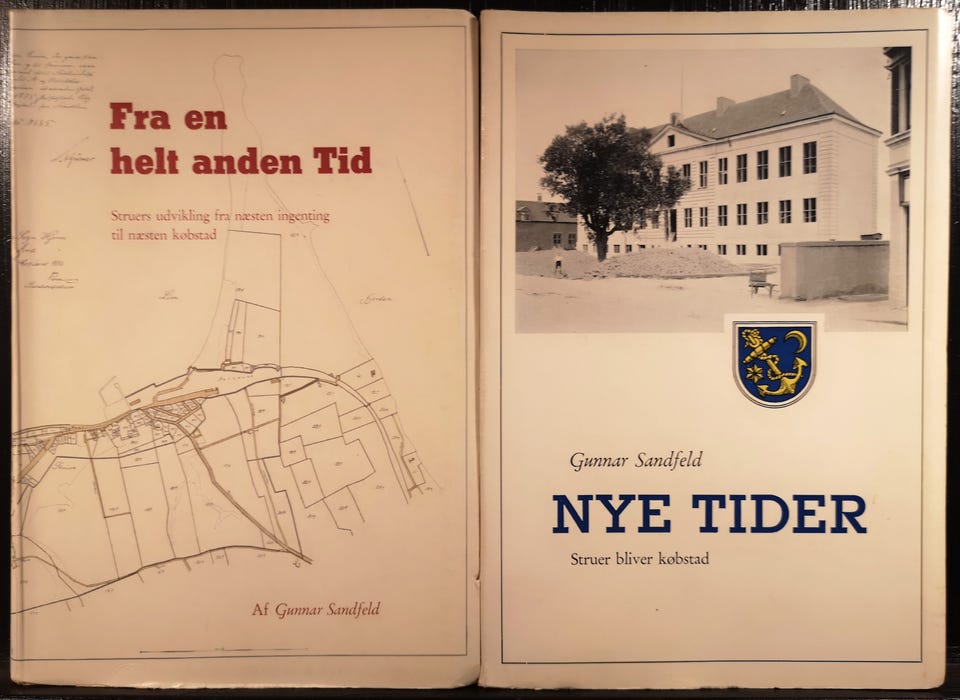 Fra en
helt anden Tid
Struers udvikling fra næsten ingenting
til næsten købstad
Af Gunnar Sandfeld
Gunnar Sandfeld
NYE TIDER
Struer bliver købstad